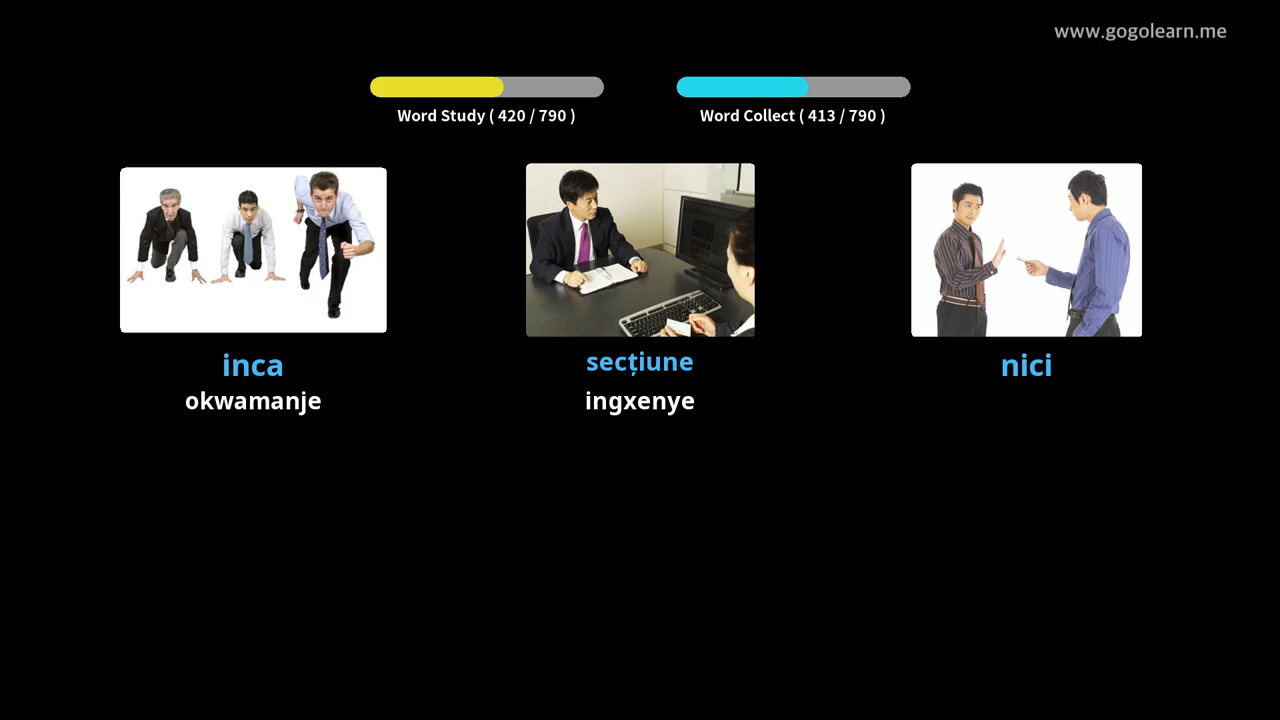 www.gogolearn.me
Word Study ( 420 / 790 )
Word Collect ( 413 / 790 )
inca
okwamanje
secțiune
ingxenye
nici